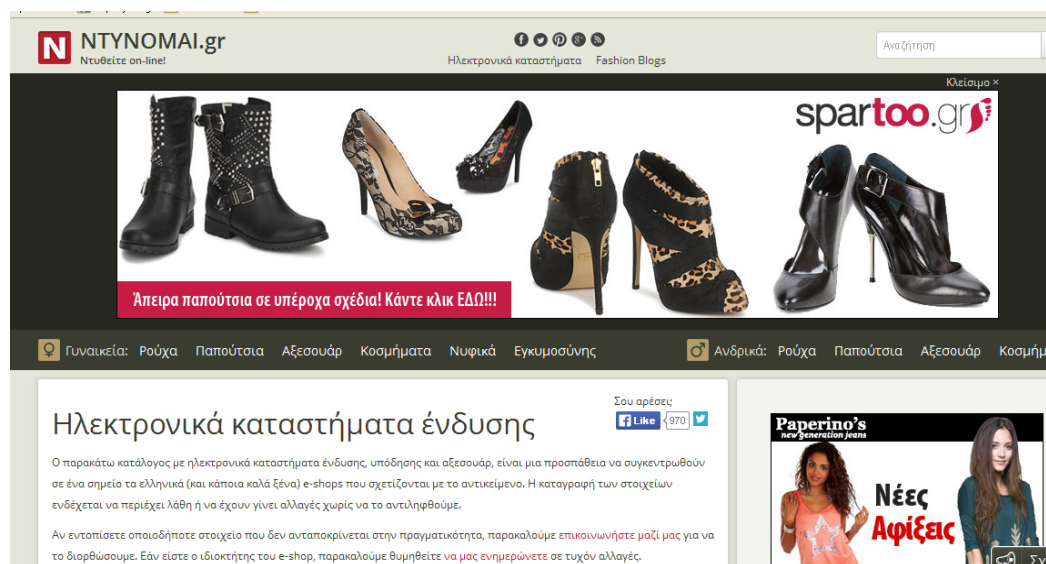 ΝΤΥΝΟΜΑΙ.gr
Ντυθείτε on-line!
Ηλεκτρονικά καταστήματα Fashion Blogs
Αναζήτηση
Κλείσιμο ×
spartoo.gr
Άπειρα παπούτσια σε υπέροχα σχέδια! Κάντε κλικ ΕΔΩ!!!
Γυναικεία: Ρούχα Παπούτσια Αξεσουάρ Κοσμήματα Νυφικά Εγκυμοσύνης
Ανδρικά: Ρούχα Παπούτσια Αξεσουάρ Κοσμήμ
Σου αρέσει;
Like 970
Ηλεκτρονικά καταστήματα ένδυσης
Ο παρακάτω κατάλογος με ηλεκτρονικά καταστήματα ένδυσης, υπόδησης και αξεσουάρ, είναι μια προσπάθεια να συγκεντρωθούν
σε ένα σημείο τα ελληνικά (και κάποια καλά ξένα) e-shops που σχετίζονται με το αντικείμενο. Η καταγραφή των στοιχείων
ενδέχεται να περιέχει λάθη ή να έχουν γίνει αλλαγές χωρίς να το αντιληφθούμε.
Αν εντοπίσετε οποιοδήποτε στοιχείο που δεν ανταποκρίνεται στην πραγματικότητα, παρακαλούμε επικοινωνήστε μαζί μας για να
το διορθώσουμε. Εάν είστε ο ιδιοκτήτης του e-shop, παρακαλούμε θυμηθείτε να μας ενημερώνετε σε τυχόν αλλαγές.
Paperino's
new generation jeans
Νέες
Αφίξεις